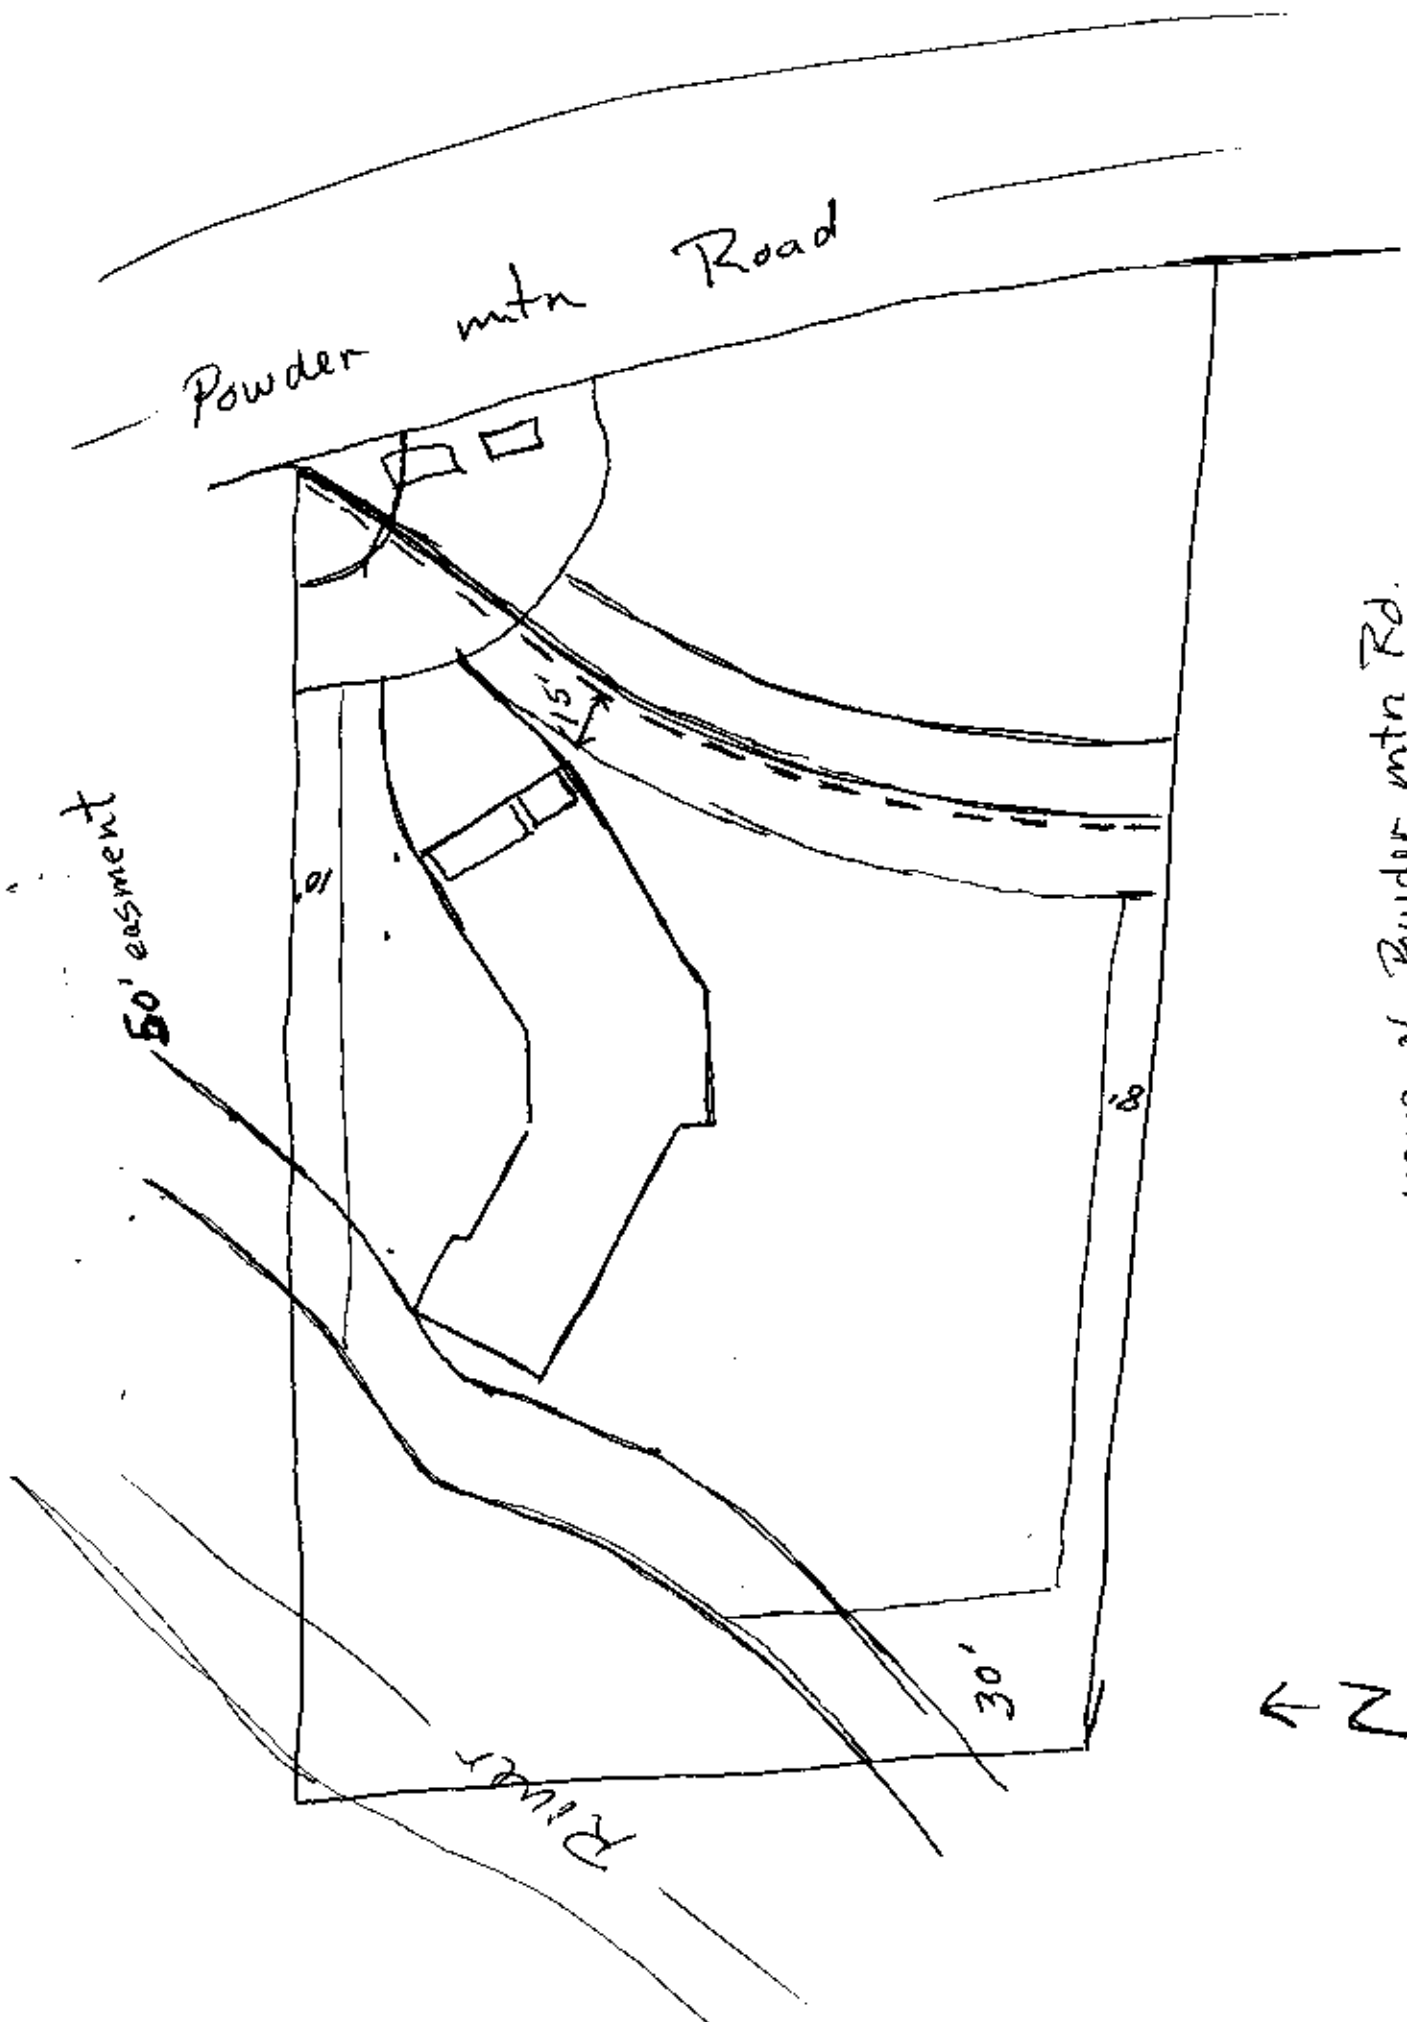 Powder mtn Road
50' easment
15'
10'
8'
30'
River
Powder mtn Rd.
N